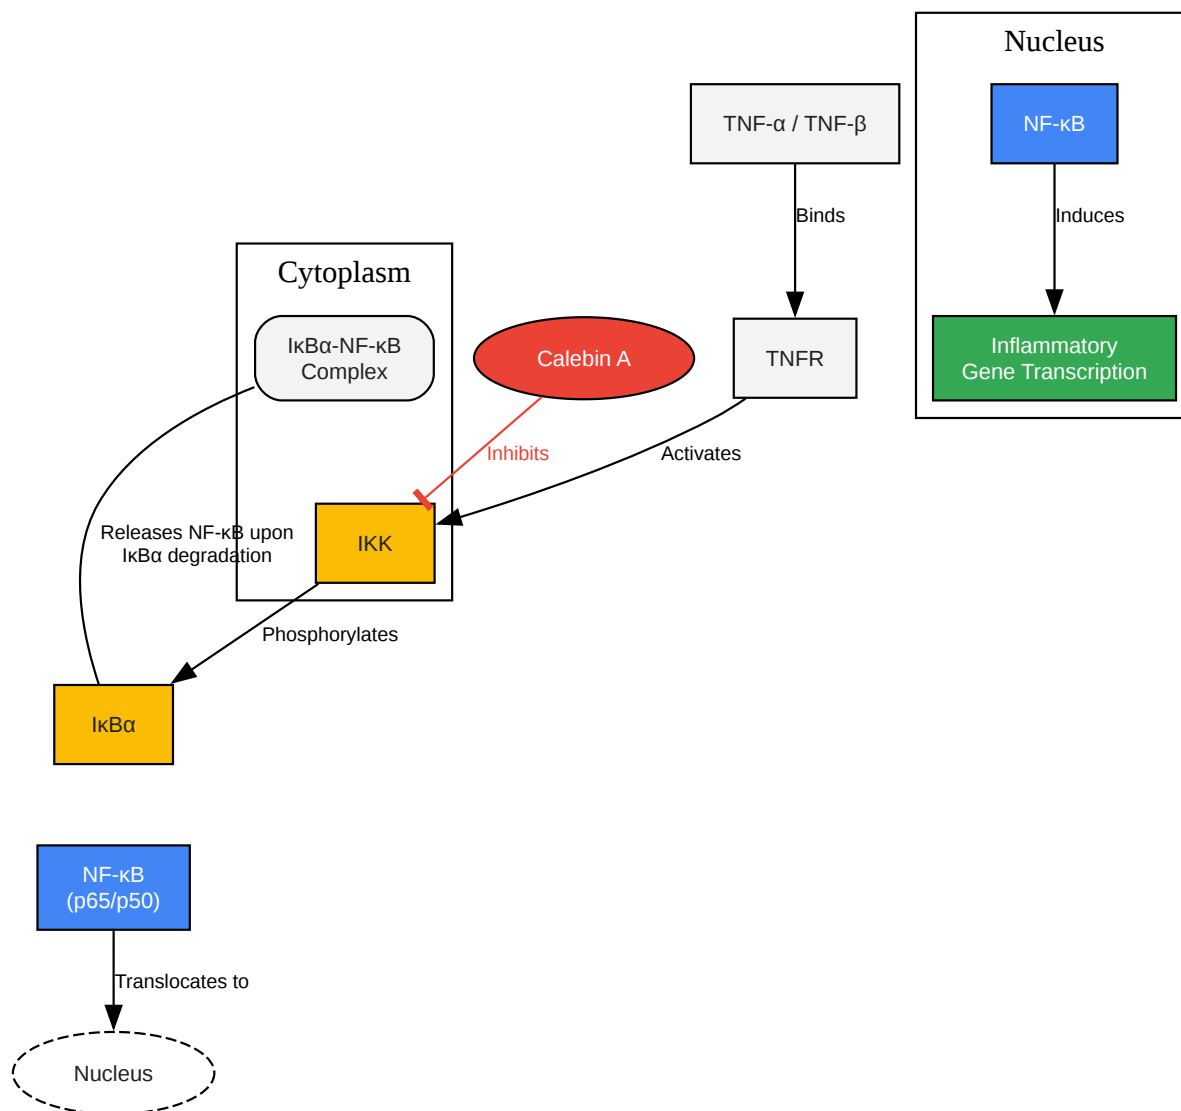 Nucleus
TNF-α / TNF-β
NF-κB
Binds
Induces
Cytoplasm
IκBα-NF-κB
Complex
Calebin A
TNFR
Inflammatory
Gene Transcription
Inhibits
Activates
Releases NF-κB upon
IκBα degradation
IKK
Phosphorylates
IκBα
NF-κB
(p65/p50)
Translocates to
Nucleus